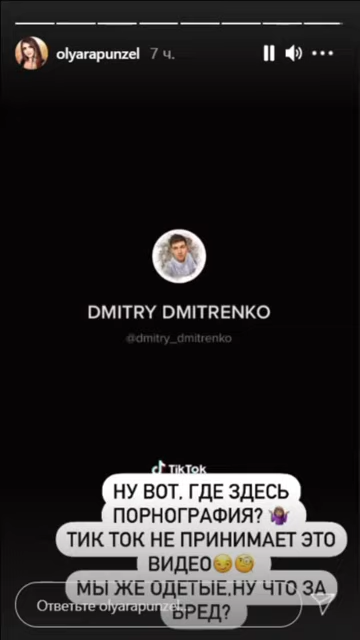 olyarapunzel 7 ч.
DMITRY DMITRENKO
@dmitry_dmitrenko
TikTok
НУ ВОТ, ГДЕ ЗДЕСЬ
ПОРНОГРАФИЯ? 🤷🏽‍♀️
ТИК ТОК НЕ ПРИНИМАЕТ ЭТО
ВИДЕО😏🧐
МЫ ЖЕ ОДЕТЫЕ,НУ ЧТО ЗА
БРЕД?
Ответьте olyarapunzel...